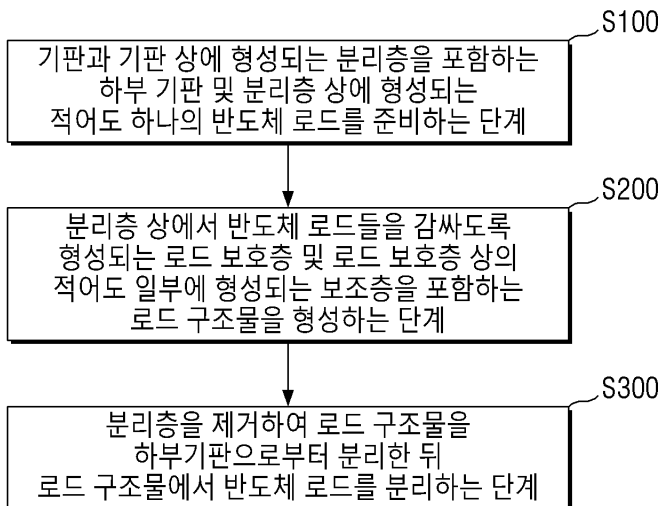 S100
기판과 기판 상에 형성되는 분리층을 포함하는
하부 기판 및 분리층 상에 형성되는
적어도 하나의 반도체 로드를 준비하는 단계
S200
분리층 상에서 반도체 로드들을 감싸도록
형성되는 로드 보호층 및 로드 보호층 상의
적어도 일부에 형성되는 보조층을 포함하는
로드 구조물을 형성하는 단계
S300
분리층을 제거하여 로드 구조물을
하부기판으로부터 분리한 뒤
로드 구조물에서 반도체 로드를 분리하는 단계